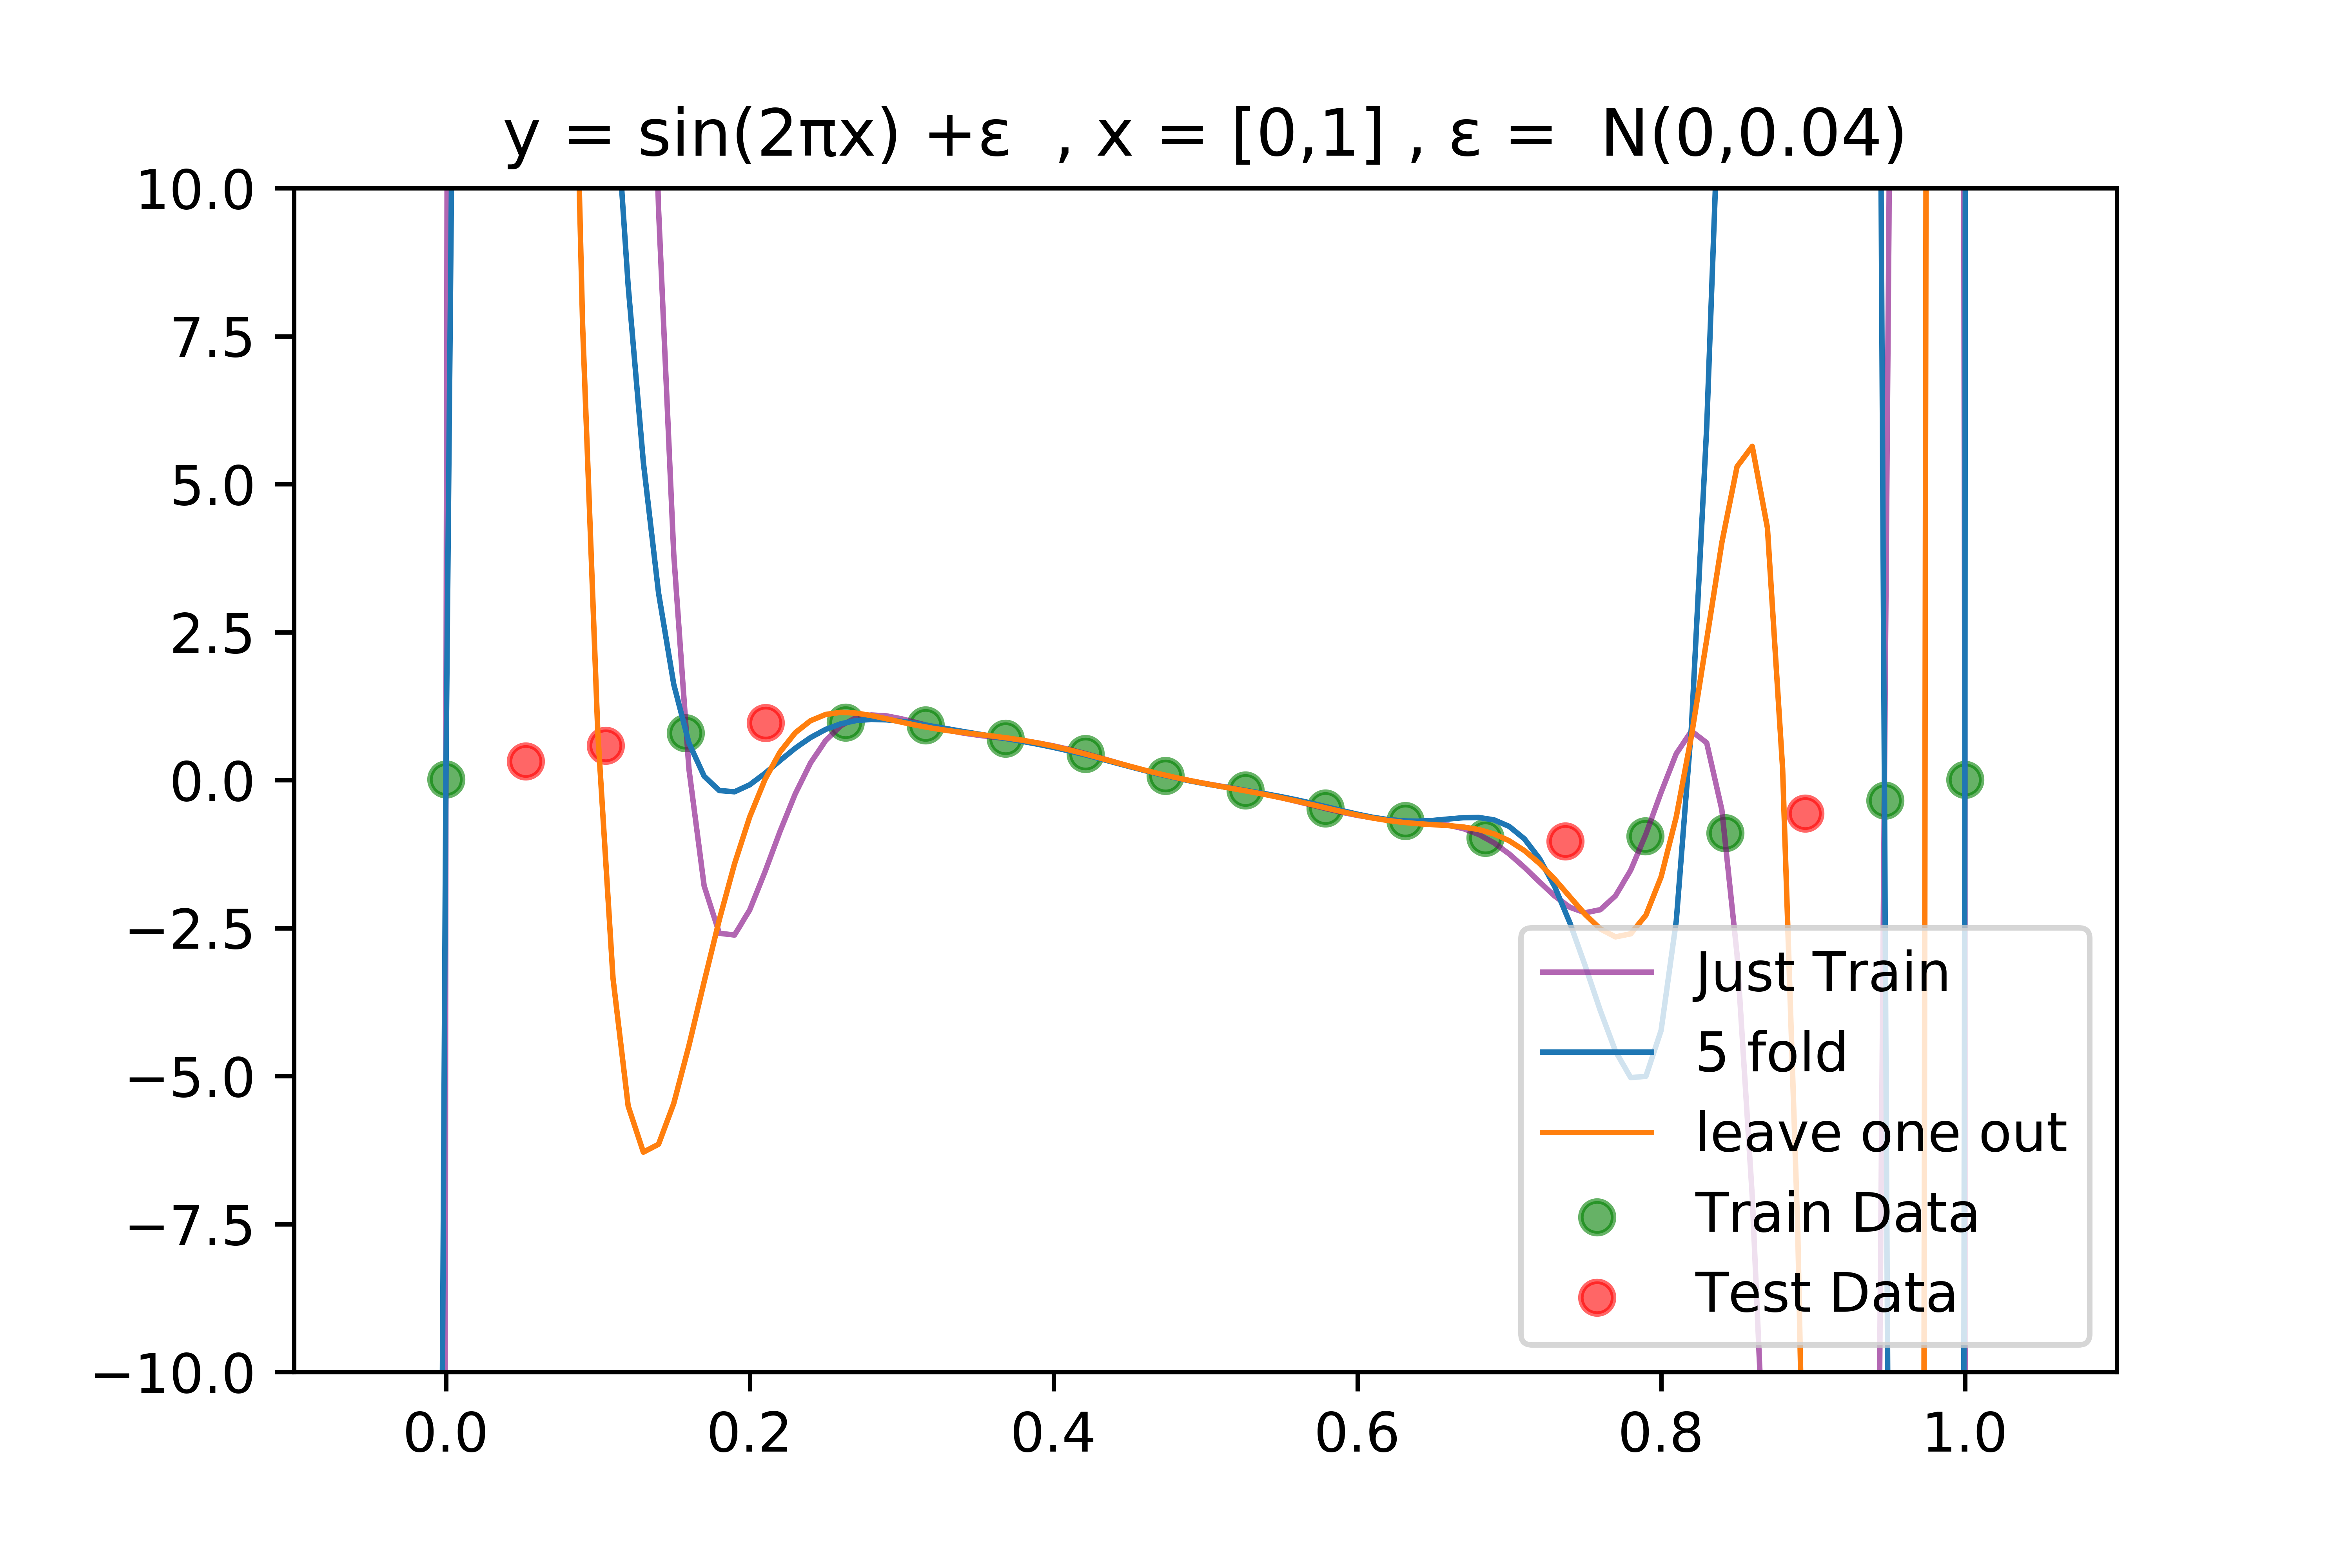 y = sin(2πx) +ε , x = [0,1] , ε = N(0,0.04)
10.0
7.5
5.0
2.5
0.0
−2.5
−5.0
−7.5
−10.0
Just Train
5 fold
leave one out
Train Data
Test Data
0.0 0.2 0.4 0.6 0.8 1.0